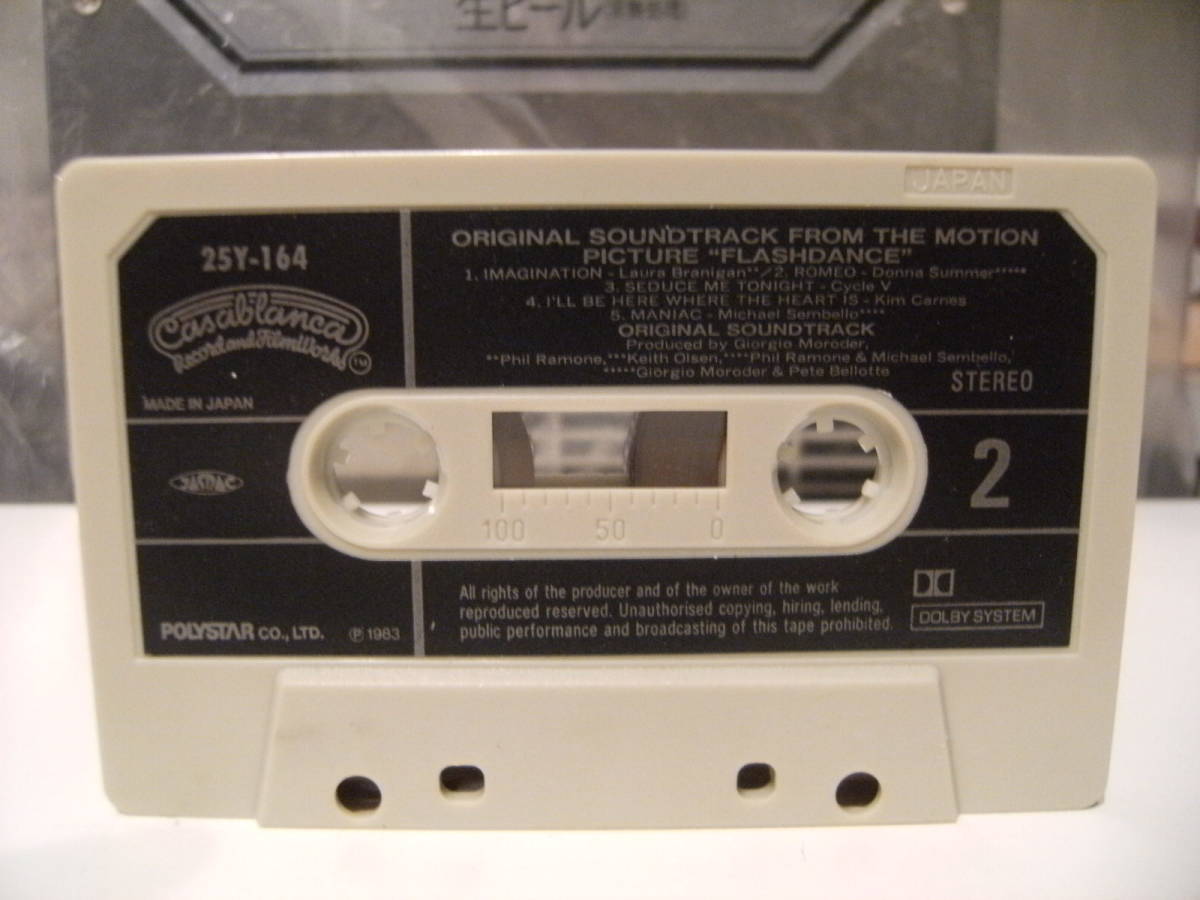 生ビール
JAPAN
25Y-164
Casablanca
Record and FilmWorks
TM
MADE IN JAPAN
ORIGINAL SOUNDTRACK FROM THE MOTION
PICTURE "FLASHDANCE"
1. IMAGINATION - Laura Branigan**/2. ROMEO - Donna Summer*****
3. SEDUCE ME TONIGHT - Cycle V
4. I'LL BE HERE WHERE THE HEART IS - Kim Carnes
5. MANIAC - Michael Sembello****
ORIGINAL SOUNDTRACK
Produced by Giorgio Moroder,
**Phil Ramone,***Keith Olsen,****Phil Ramone & Michael Sembello,
*****Giorgio Moroder & Pete Bellotte
STEREO
2
100 50 0
JASRAC
POLYSTAR CO., LTD. Ⓟ1983
All rights of the producer and of the owner of the work
reproduced reserved. Unauthorised copying, hiring, lending,
public performance and broadcasting of this tape prohibited.
DOLBY SYSTEM